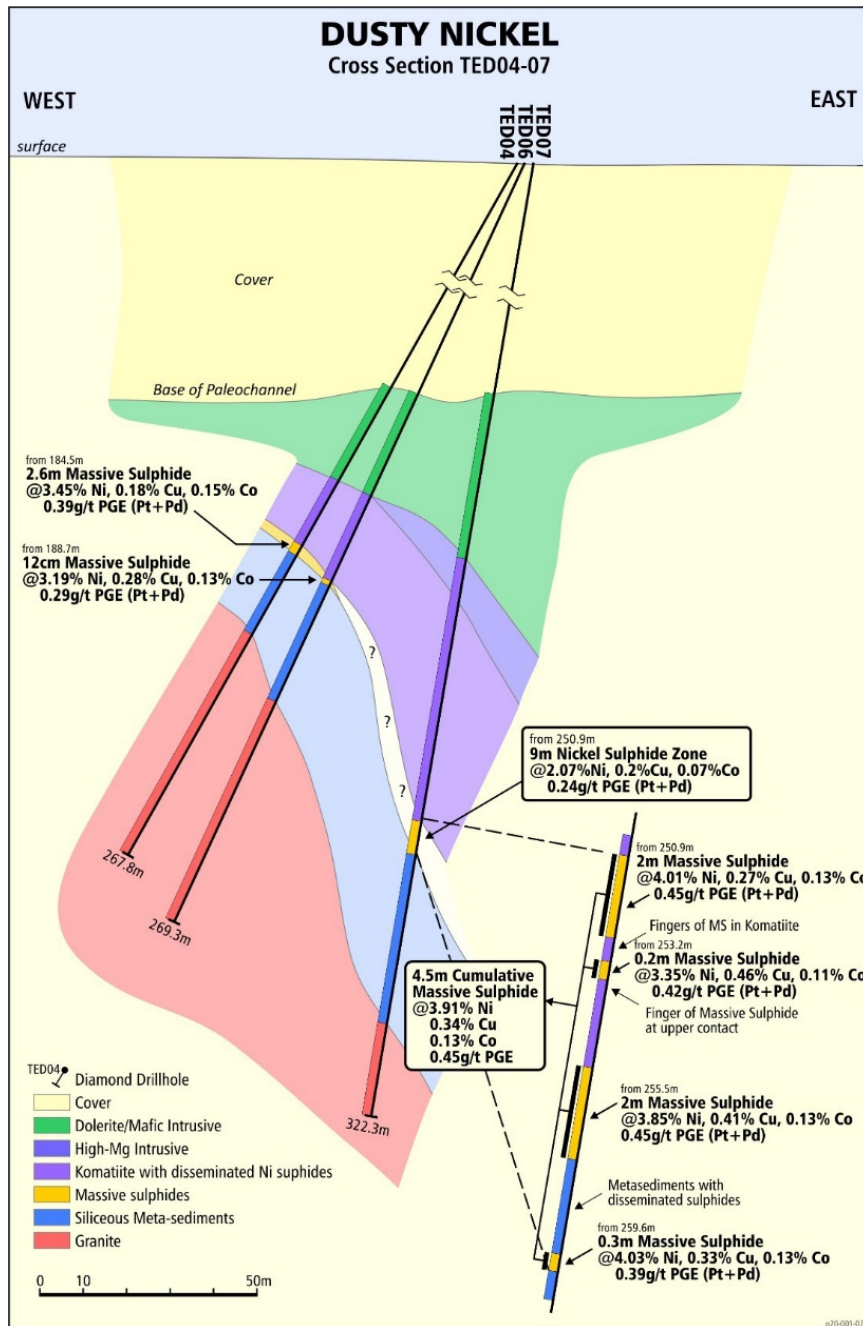 DUSTY NICKEL
Cross Section TED04-07
WEST
EAST
TED04
TED06
TED07
surface
Cover
Base of Paleochannel
from 184.5m
2.6m Massive Sulphide
@3.45% Ni, 0.18% Cu, 0.15% Co
0.39g/t PGE (Pt+Pd)
from 188.7m
12cm Massive Sulphide
@3.19% Ni, 0.28% Cu, 0.13% Co
0.29g/t PGE (Pt+Pd)
?
?
?
from 250.9m
9m Nickel Sulphide Zone
@2.07%Ni, 0.2%Cu, 0.07%Co
0.24g/t PGE (Pt+Pd)
267.8m
269.3m
322.3m
from 250.9m
2m Massive Sulphide
@4.01% Ni, 0.27% Cu, 0.13% Co
0.45g/t PGE (Pt+Pd)
Fingers of MS in Komatiite
from 253.2m
0.2m Massive Sulphide
@3.35% Ni, 0.46% Cu, 0.11% Co
0.42g/t PGE (Pt+Pd)
Finger of Massive Sulphide
at upper contact
4.5m Cumulative
Massive Sulphide
@3.91% Ni
0.34% Cu
0.13% Co
0.45g/t PGE
from 255.5m
2m Massive Sulphide
@3.85% Ni, 0.41% Cu, 0.13% Co
0.45g/t PGE (Pt+Pd)
Metasediments with
disseminated sulphides
from 259.6m
0.3m Massive Sulphide
@4.03% Ni, 0.33% Cu, 0.13% Co
0.39g/t PGE (Pt+Pd)
TED04
Diamond Drillhole
Cover
Dolerite/Mafic Intrusive
High-Mg Intrusive
Komatiite with disseminated Ni suphides
Massive sulphides
Siliceous Meta-sediments
Granite
0 10 50m